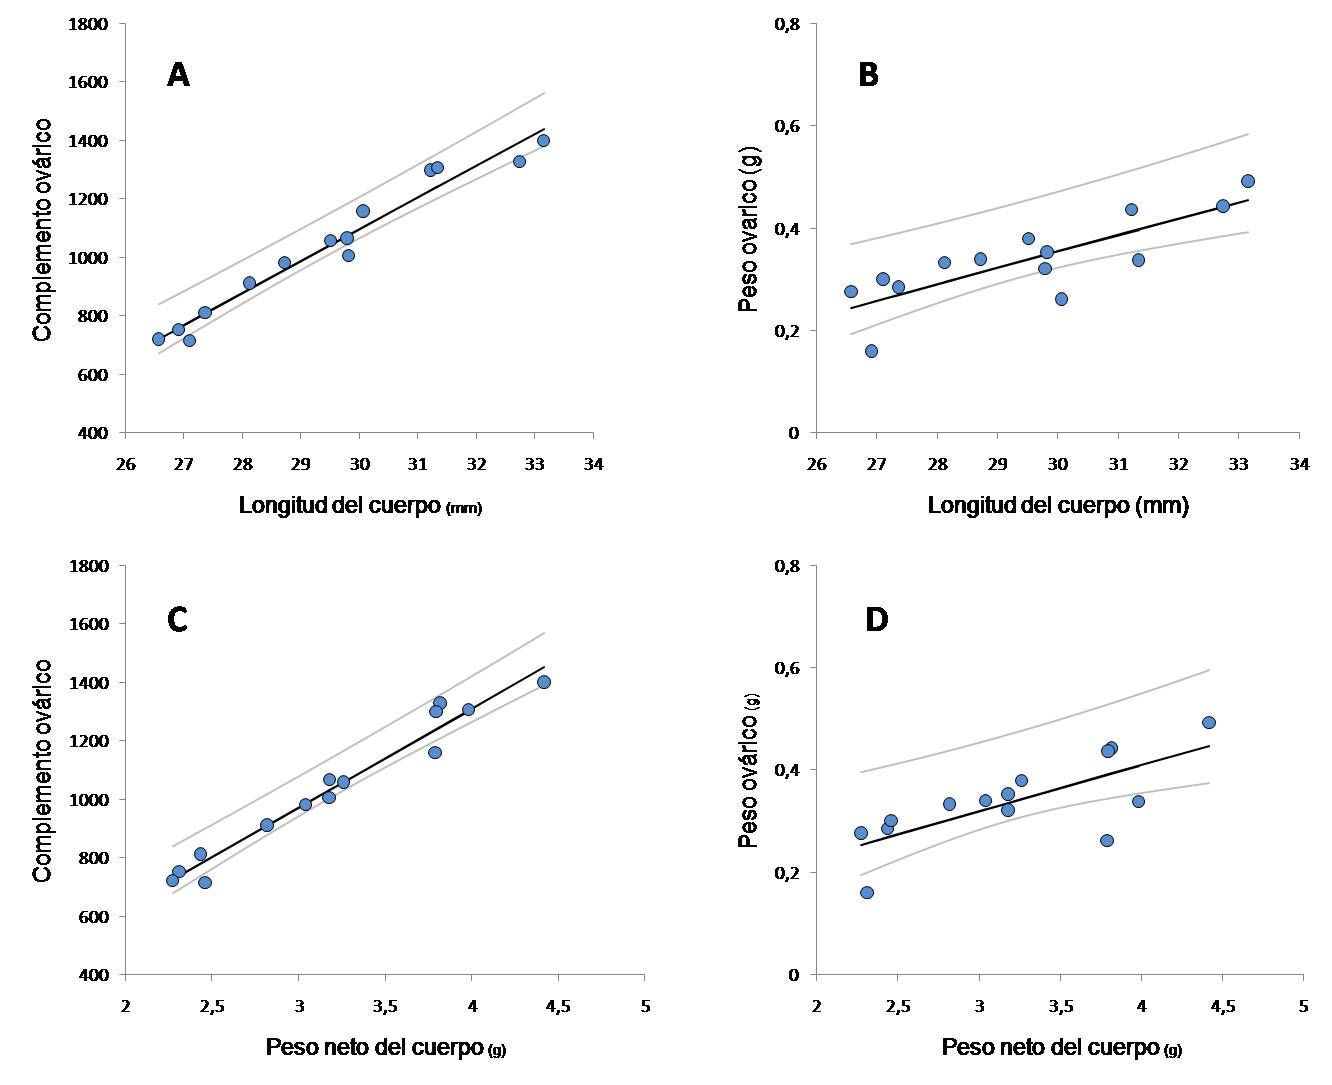 A
Complemento ovárico
1800
1600
1400
1200
1000
800
600
400
26 27 28 29 30 31 32 33 34
Longitud del cuerpo (mm)
B
Peso ovarico (g)
0,8
0,6
0,4
0,2
0
26 27 28 29 30 31 32 33 34
Longitud del cuerpo (mm)
C
Complemento ovárico
1800
1600
1400
1200
1000
800
600
400
2 2,5 3 3,5 4 4,5 5
Peso neto del cuerpo (g)
D
Peso ovárico (g)
0,8
0,6
0,4
0,2
0
2 2,5 3 3,5 4 4,5 5
Peso neto del cuerpo (g)